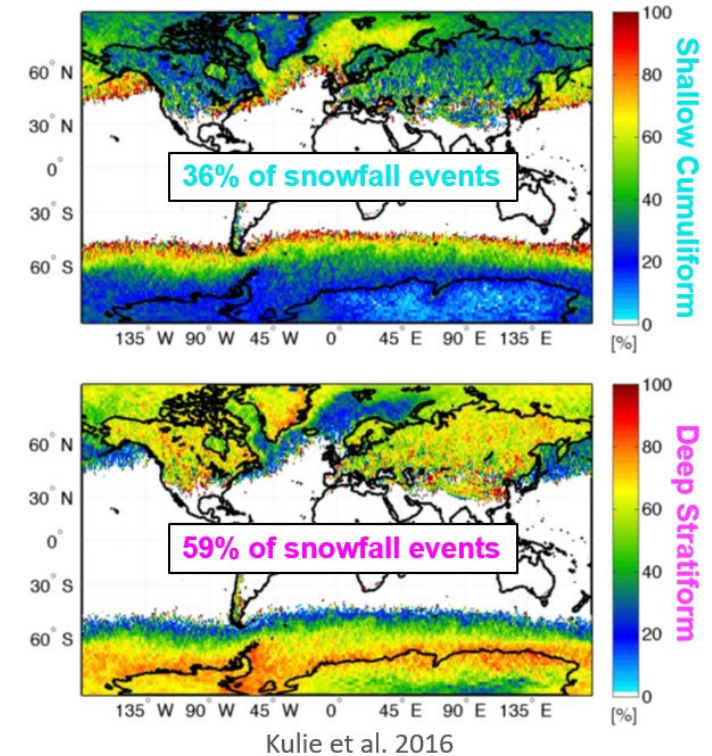 100
60° N
80
30° N
60
0°
36% of snowfall events
40
30° S
20
60° S
0
135° W 90° W 45° W 0° 45° E 90° E 135° E
[%]
Shallow Cumuliform
100
60° N
80
30° N
60
0°
59% of snowfall events
40
30° S
20
60° S
0
135° W 90° W 45° W 0° 45° E 90° E 135° E
[%]
Deep Stratiform
Kulie et al. 2016